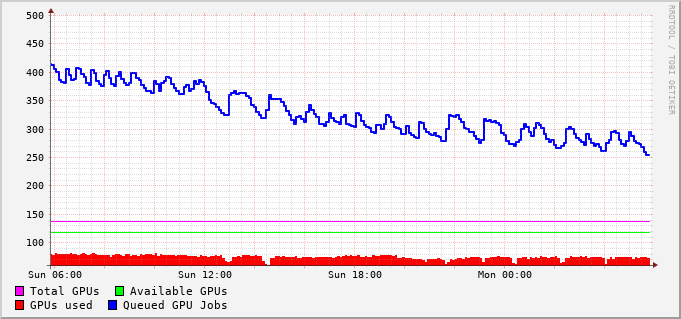 500
450
400
350
300
250
200
150
100
Sun 06:00 Sun 12:00 Sun 18:00 Mon 00:00
Total GPUs Available GPUs
GPUs used Queued GPU Jobs
RRDTOOL / TOBI OETIKER